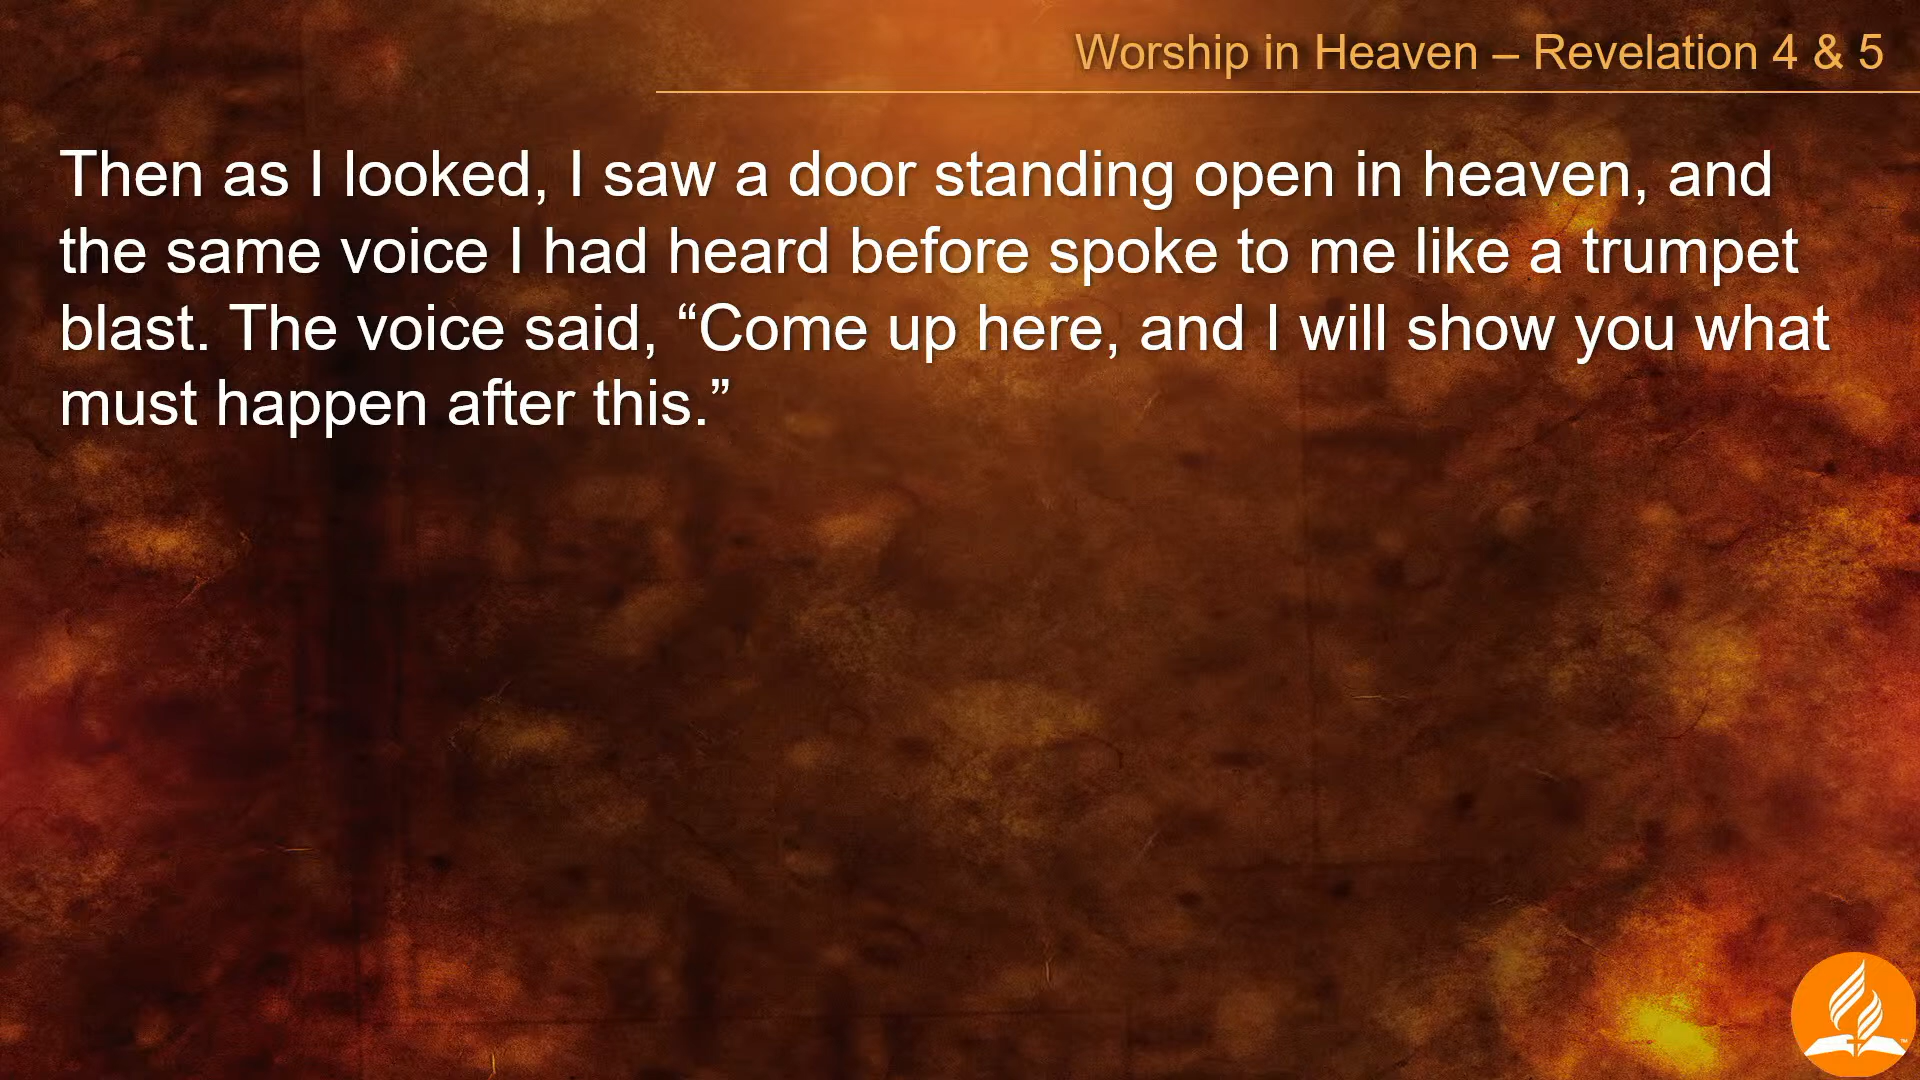 Worship in Heaven – Revelation 4 & 5
Then as I looked, I saw a door standing open in heaven, and
the same voice I had heard before spoke to me like a trumpet
blast. The voice said, “Come up here, and I will show you what
must happen after this.”